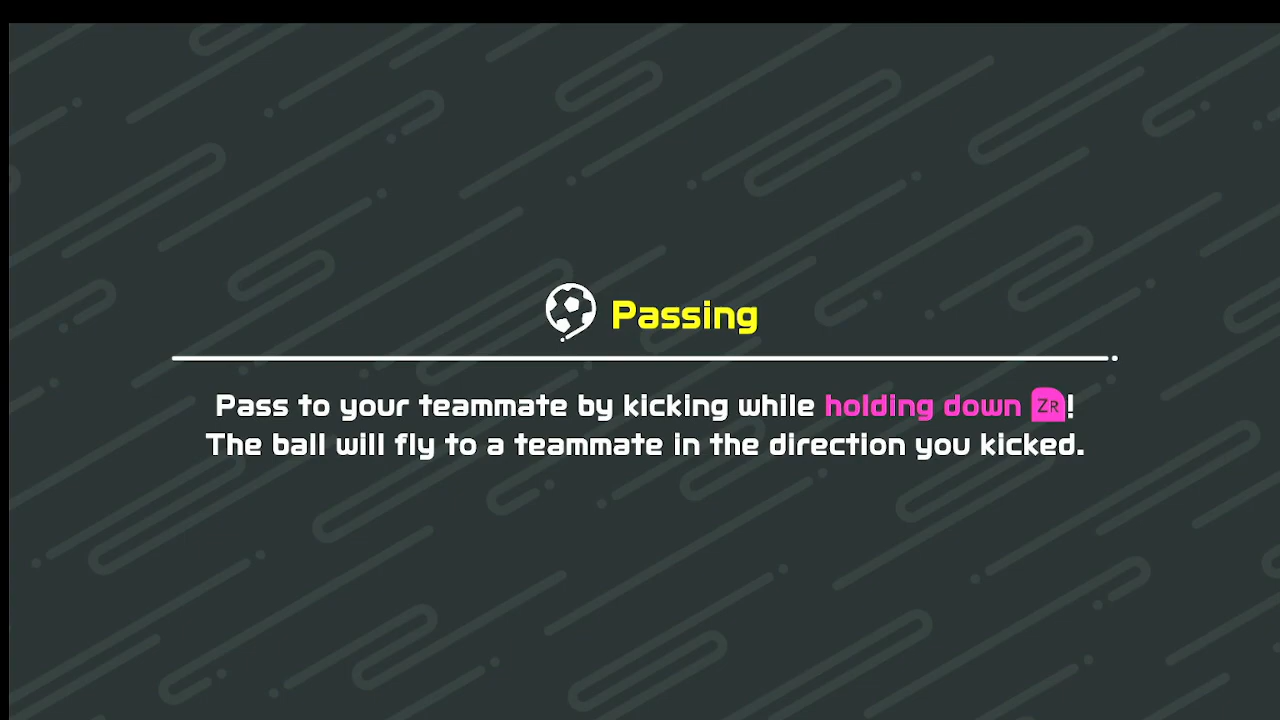 Passing
Pass to your teammate by kicking while holding down ZR!
The ball will fly to a teammate in the direction you kicked.